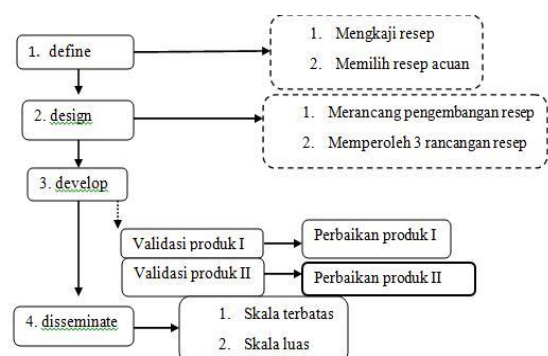 1. define
1. Mengkaji resep
2. Memilih resep acuan
2. design
1. Merancang pengembangan resep
2. Memperoleh 3 rancangan resep
3. develop
Validasi produk I
Perbaikan produk I
Validasi produk II
Perbaikan produk II
4. disseminate
1. Skala terbatas
2. Skala luas